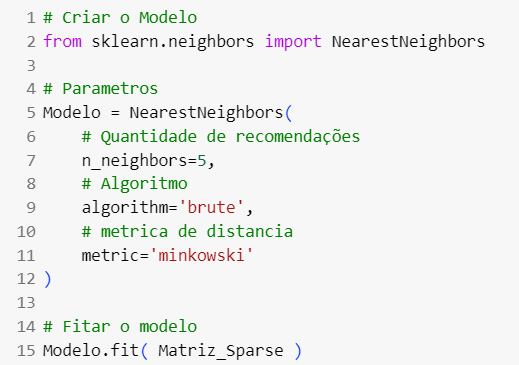 1 # Criar o Modelo
2 from sklearn.neighbors import NearestNeighbors
3
4 # Parametros
5 Modelo = NearestNeighbors(
6     # Quantidade de recomendações
7     n_neighbors=5,
8     # Algoritmo
9     algorithm='brute',
10     # metrica de distancia
11     metric='minkowski'
12 )
13
14 # Fitar o modelo
15 Modelo.fit( Matriz_Sparse )